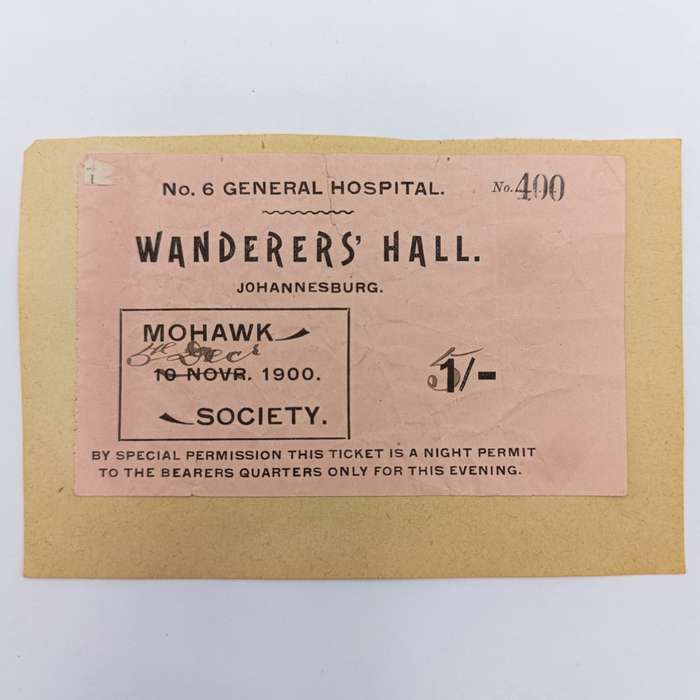 No. 6 GENERAL HOSPITAL.
No. 400
WANDERERS' HALL.
JOHANNESBURG.
MOHAWK
5th Decr
10 NOVR. 1900.
SOCIETY.
5
1/-
BY SPECIAL PERMISSION THIS TICKET IS A NIGHT PERMIT
TO THE BEARERS QUARTERS ONLY FOR THIS EVENING.